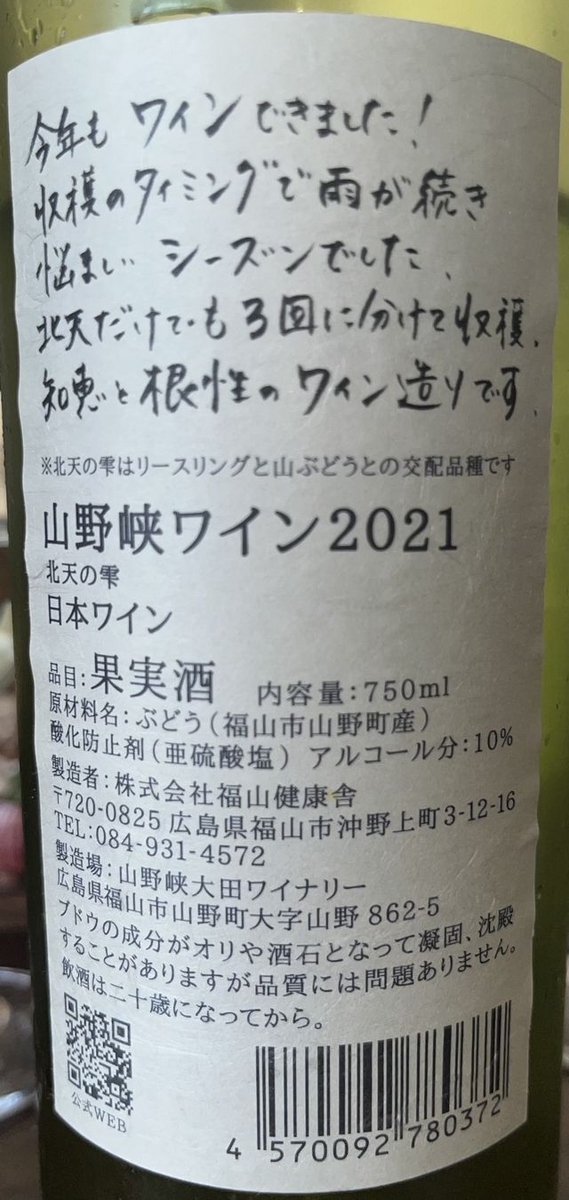 今年も ワインできました!
収穫のタイミングで雨が続き
悩ましいシーズンでした、
北天だけでも3回に分けて収穫、
知恵と根性のワイン造りです、
※北天の雫はリースリングと山ぶどうとの交配品種です
山野峡ワイン2021
北天の雫
日本ワイン
品目:果実酒 内容量:750ml
原材料名:ぶどう(福山市山野町産)
酸化防止剤(亜硫酸塩) アルコール分:10%
製造者:株式会社福山健康舎
〒720-0825 広島県福山市沖野上町3-12-16
TEL:084-931-4572
製造場:山野峡大田ワイナリー
広島県福山市山野町大字山野 862-5
ブドウの成分がオリや酒石となって凝固、沈殿
することがありますが品質には問題ありません。
飲酒は二十歳になってから。
公式WEB
4 570092 780372